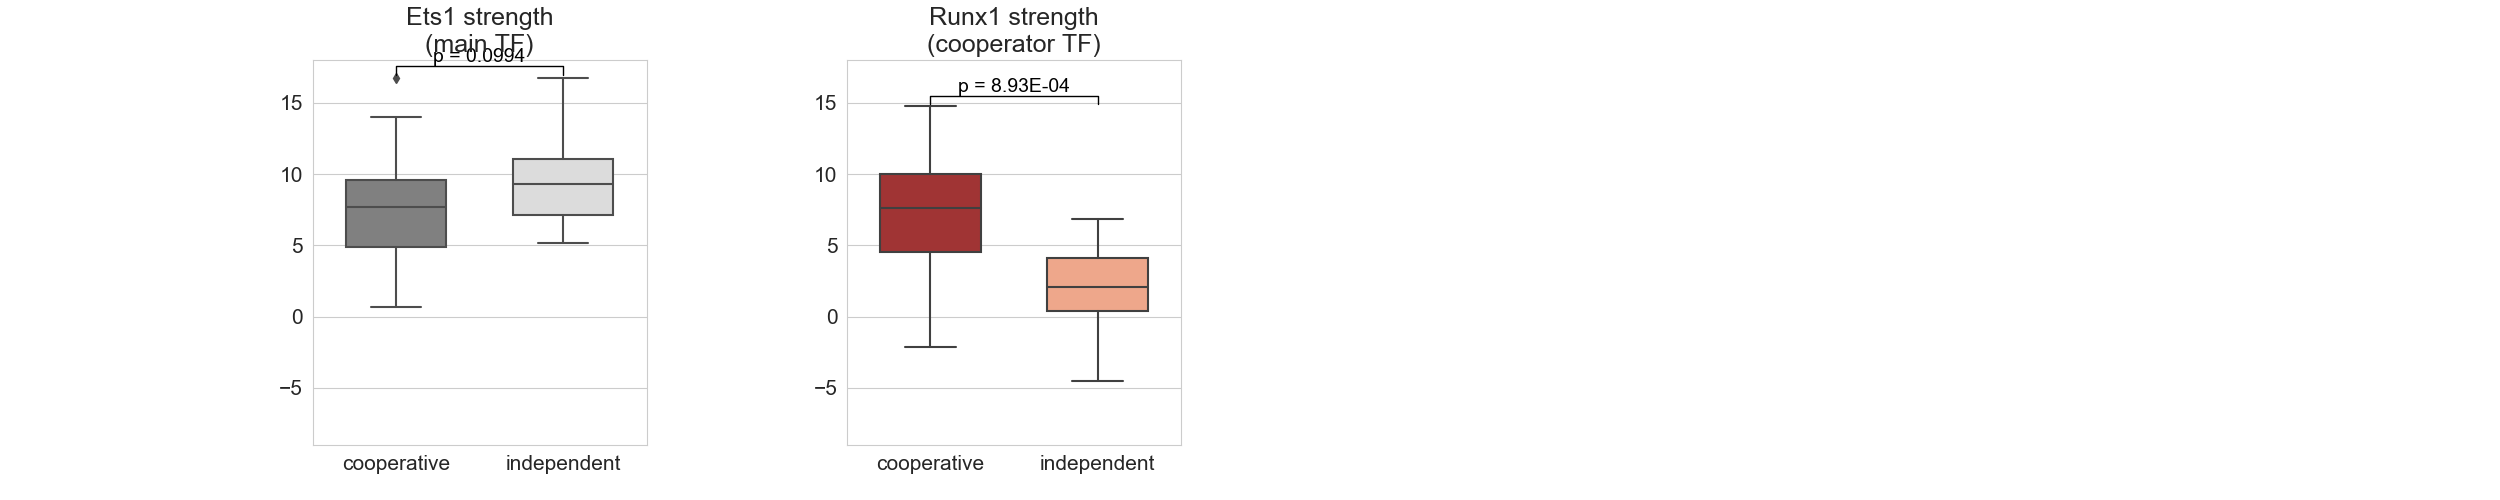 Ets1 strength
(main TF)
p = 0.0994
15
10
5
0
−5
cooperative
independent
Runx1 strength
(cooperator TF)
p = 8.93E-04
15
10
5
0
−5
cooperative
independent